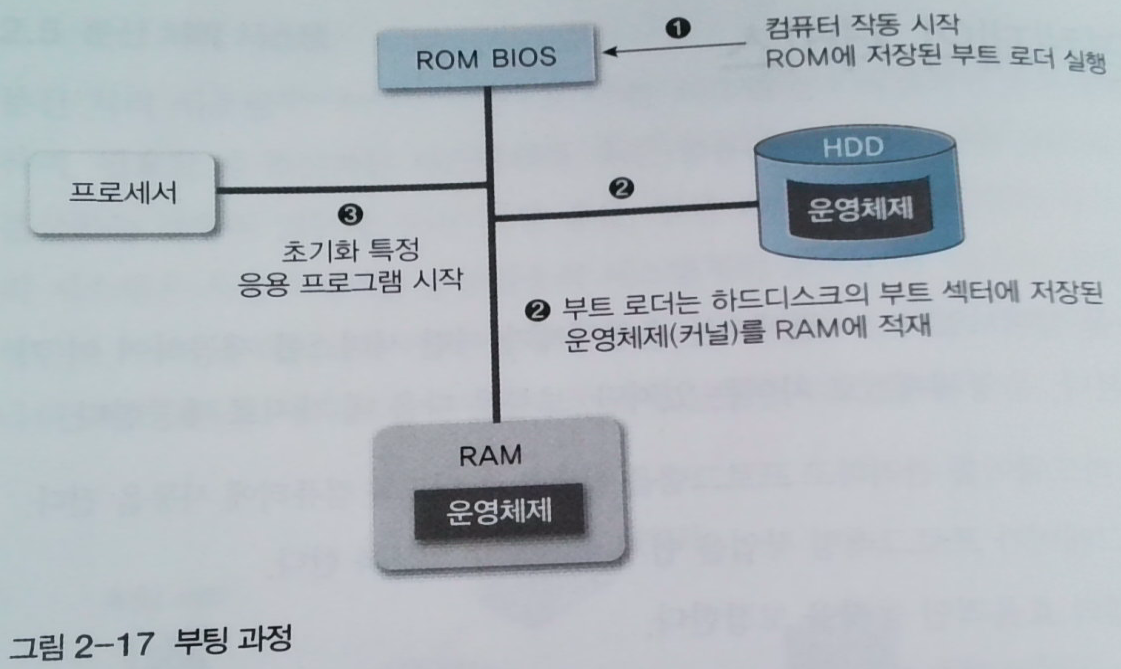 ROM BIOS
❶
컴퓨터 작동 시작
ROM에 저장된 부트 로더 실행
HDD
운영체제
프로세서
❷
❸
초기화 특정
응용 프로그램 시작
❷ 부트 로더는 하드디스크의 부트 섹터에 저장된
운영체제(커널)를 RAM에 적재
RAM
운영체제
그림 2-17 부팅 과정